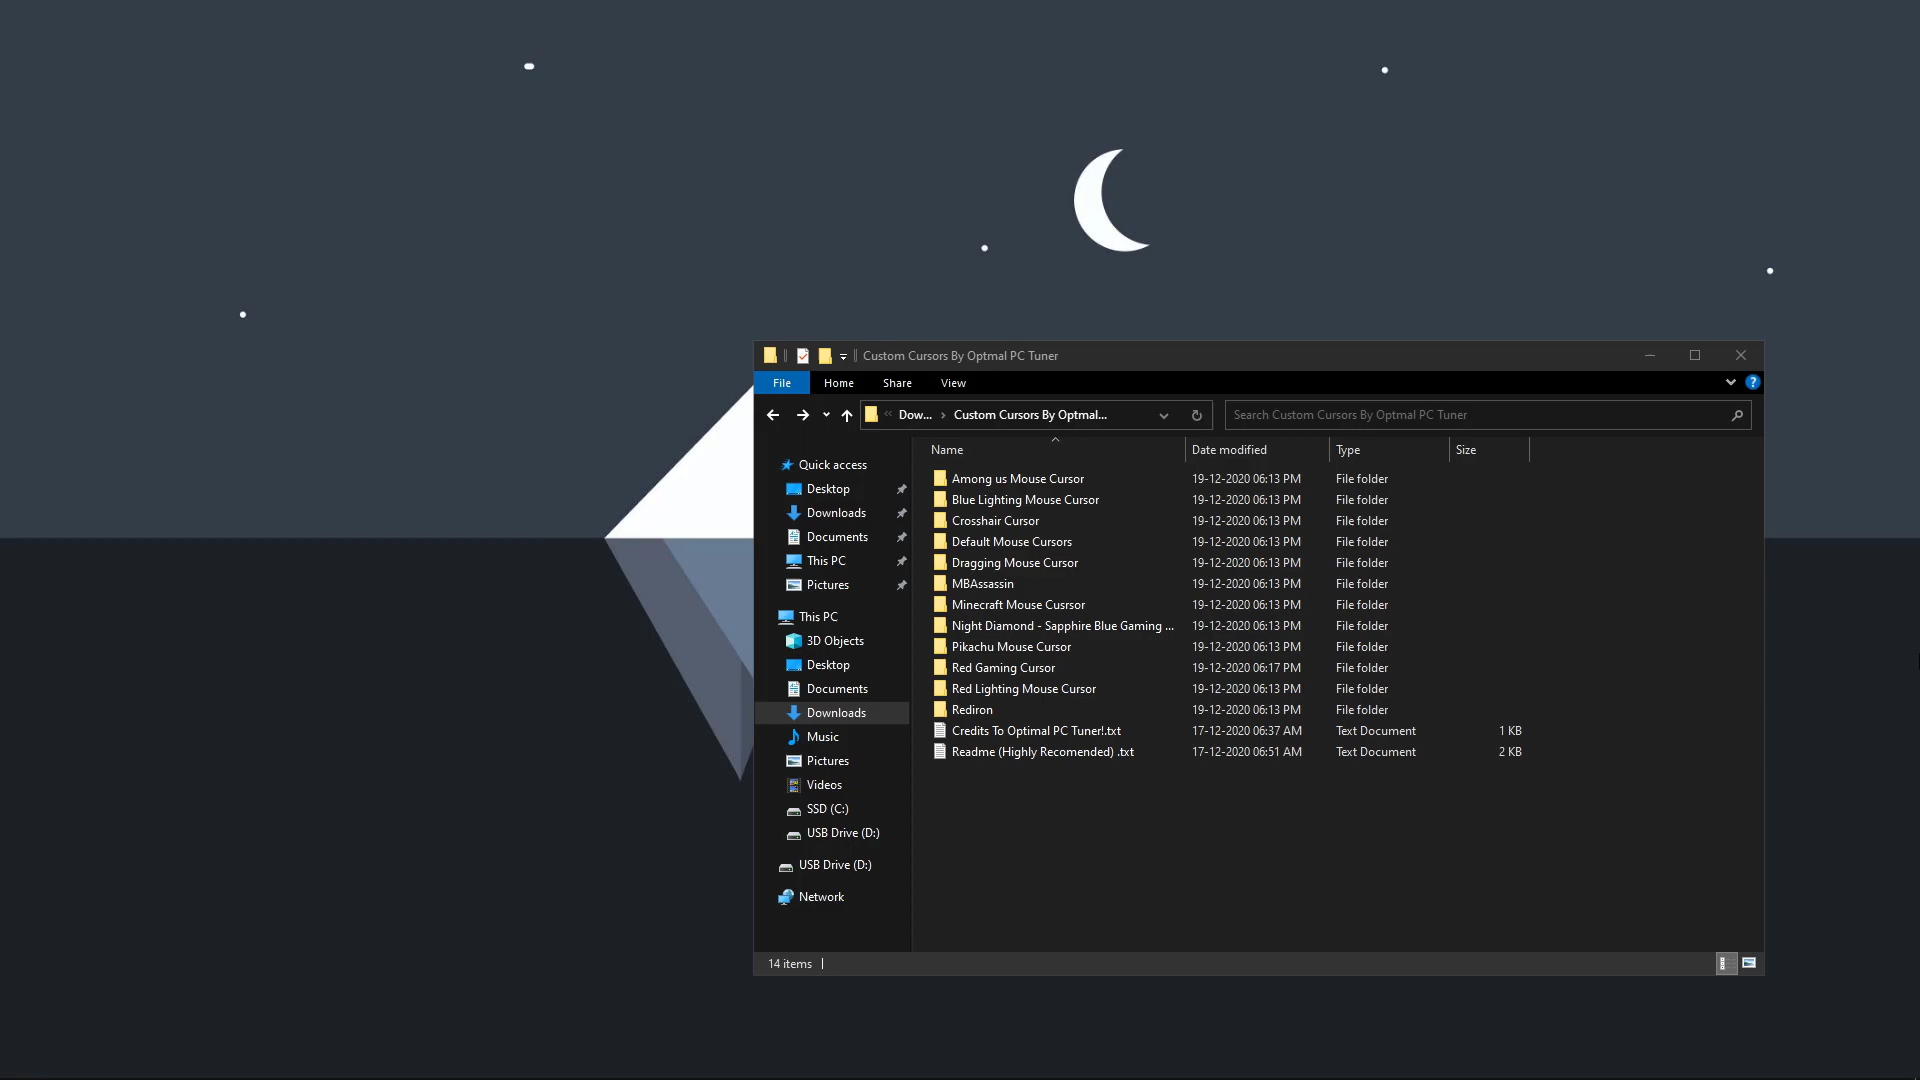 Custom Cursors By Optmal PC Tuner
File Home Share View
?
« Dow... › Custom Cursors By Optmal...
Search Custom Cursors By Optmal PC Tuner
Name Date modified Type Size
Quick access
Desktop
Downloads
Documents
This PC
Pictures
This PC
3D Objects
Desktop
Documents
Downloads
Music
Pictures
Videos
SSD (C:)
USB Drive (D:)
USB Drive (D:)
Network
Among us Mouse Cursor 19-12-2020 06:13 PM File folder
Blue Lighting Mouse Cursor 19-12-2020 06:13 PM File folder
Crosshair Cursor 19-12-2020 06:13 PM File folder
Default Mouse Cursors 19-12-2020 06:13 PM File folder
Dragging Mouse Cursor 19-12-2020 06:13 PM File folder
MBAssassin 19-12-2020 06:13 PM File folder
Minecraft Mouse Cusrsor 19-12-2020 06:13 PM File folder
Night Diamond - Sapphire Blue Gaming ... 19-12-2020 06:13 PM File folder
Pikachu Mouse Cursor 19-12-2020 06:13 PM File folder
Red Gaming Cursor 19-12-2020 06:17 PM File folder
Red Lighting Mouse Cursor 19-12-2020 06:13 PM File folder
Rediron 19-12-2020 06:13 PM File folder
Credits To Optimal PC Tuner!.txt 17-12-2020 06:37 AM Text Document 1 KB
Readme (Highly Recomended) .txt 17-12-2020 06:51 AM Text Document 2 KB
14 items